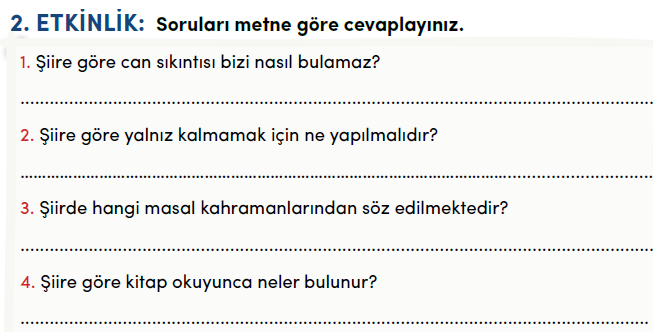 2. ETKİNLİK: Soruları metne göre cevaplayınız.
1. Şiire göre can sıkıntısı bizi nasıl bulamaz?
2. Şiire göre yalnız kalmamak için ne yapılmalıdır?
3. Şiirde hangi masal kahramanlarından söz edilmektedir?
4. Şiire göre kitap okuyunca neler bulunur?